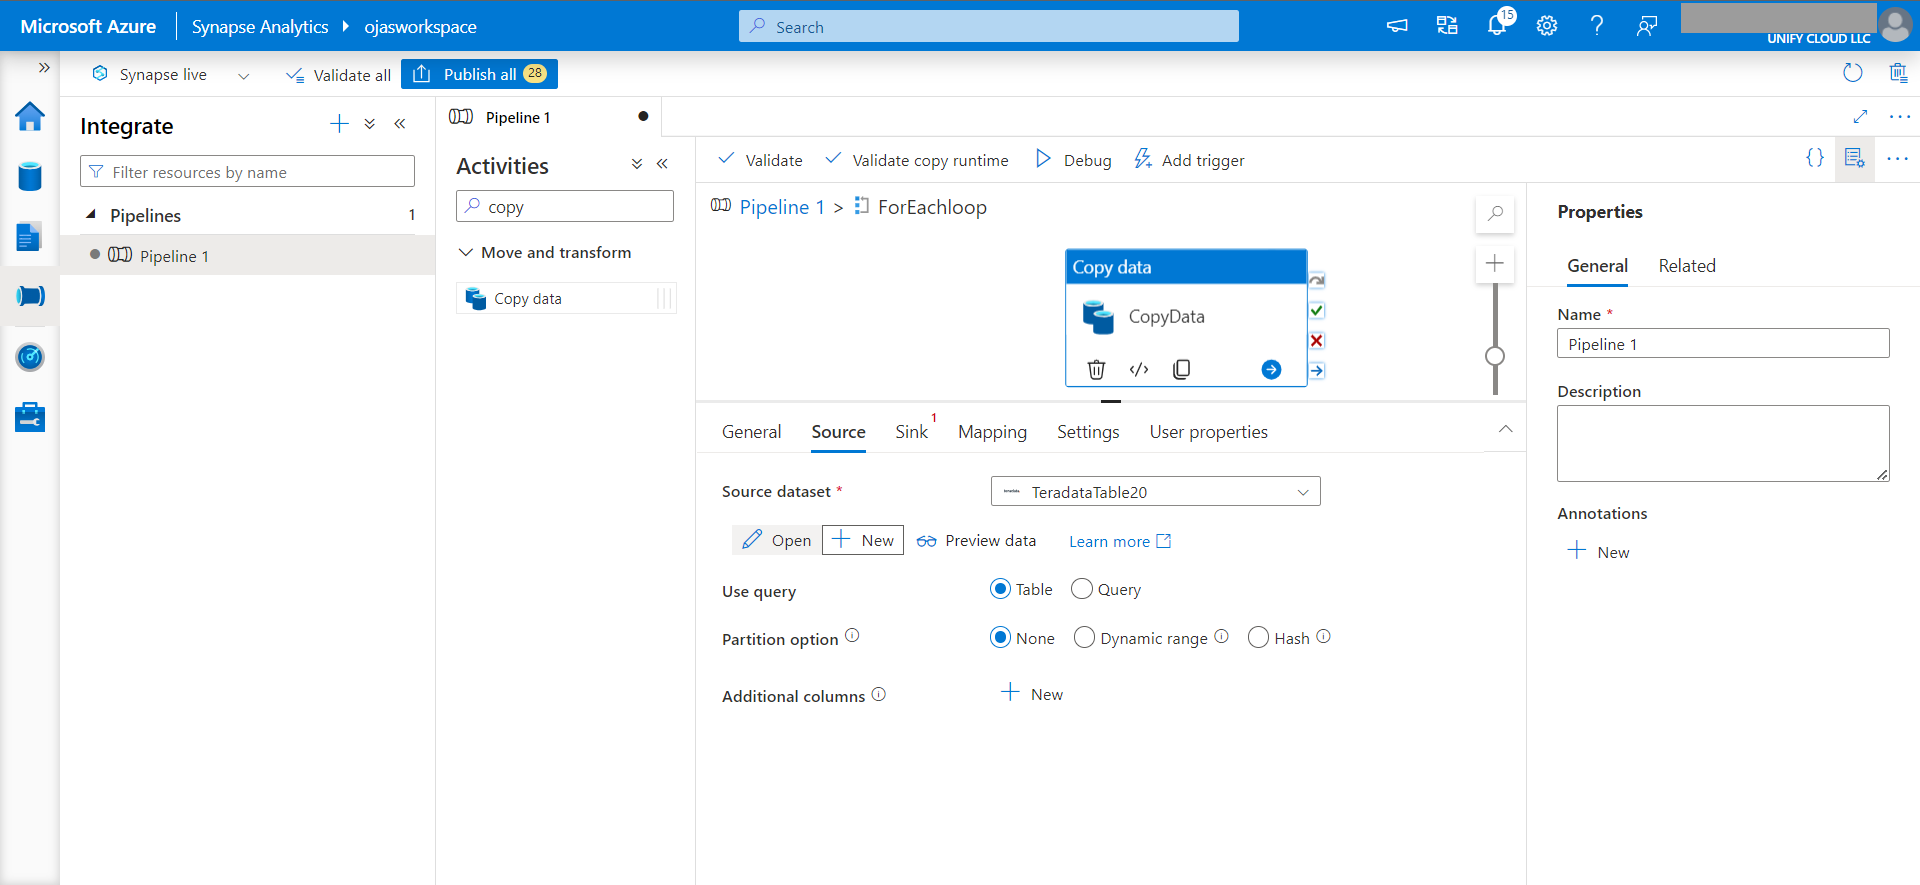 Microsoft Azure Synapse Analytics ojasworkspace Search 15 UNIFY CLOUD LLC
Synapse live Validate all Publish all 28
Integrate
Filter resources by name
Pipelines 1
Pipeline 1
Pipeline 1
Activities
copy
Move and transform
Copy data
Validate Validate copy runtime Debug Add trigger {}
Pipeline 1 > ForEachloop
Copy data
CopyData
General Source Sink 1 Mapping Settings User properties
Source dataset *
TeradataTable20
Open New Preview data Learn more
Use query Table Query
Partition option None Dynamic range Hash
Additional columns New
Properties
General Related
Name *
Pipeline 1
Description
Annotations
New